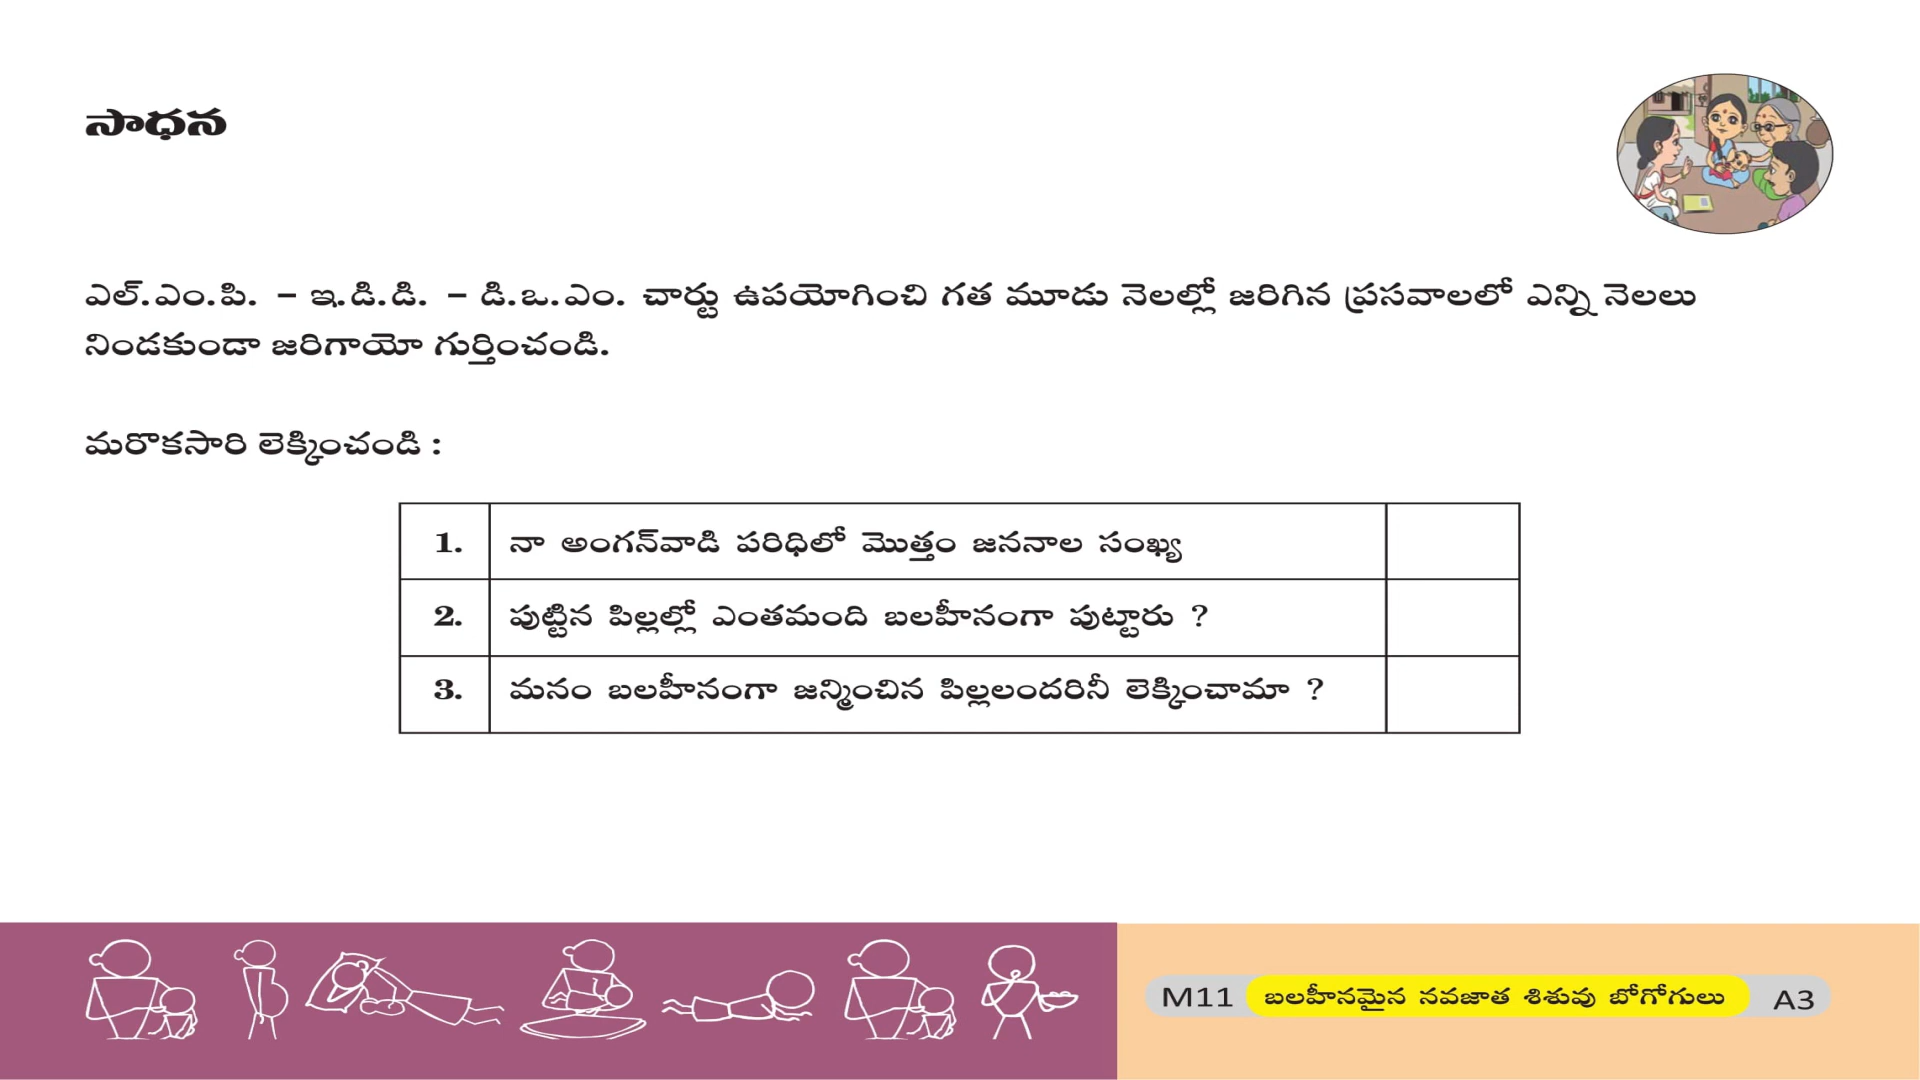 సాధన
ఎల్.ఎం.పి. – ఇ.డి.డి. – డి.ఒ.ఎం. చార్టు ఉపయోగించి గత మూడు నెలల్లో జరిగిన ప్రసవాలలో ఎన్ని నెలలు
నిండకుండా జరిగాయో గుర్తించండి.
మరొకసారి లెక్కించండి :
1. నా అంగన్‌వాడి పరిధిలో మొత్తం జననాల సంఖ్య
2. పుట్టిన పిల్లల్లో ఎంతమంది బలహీనంగా పుట్టారు ?
3. మనం బలహీనంగా జన్మించిన పిల్లలందరినీ లెక్కించామా ?
M11 బలహీనమైన నవజాత శిశువు బోగోగులు A3